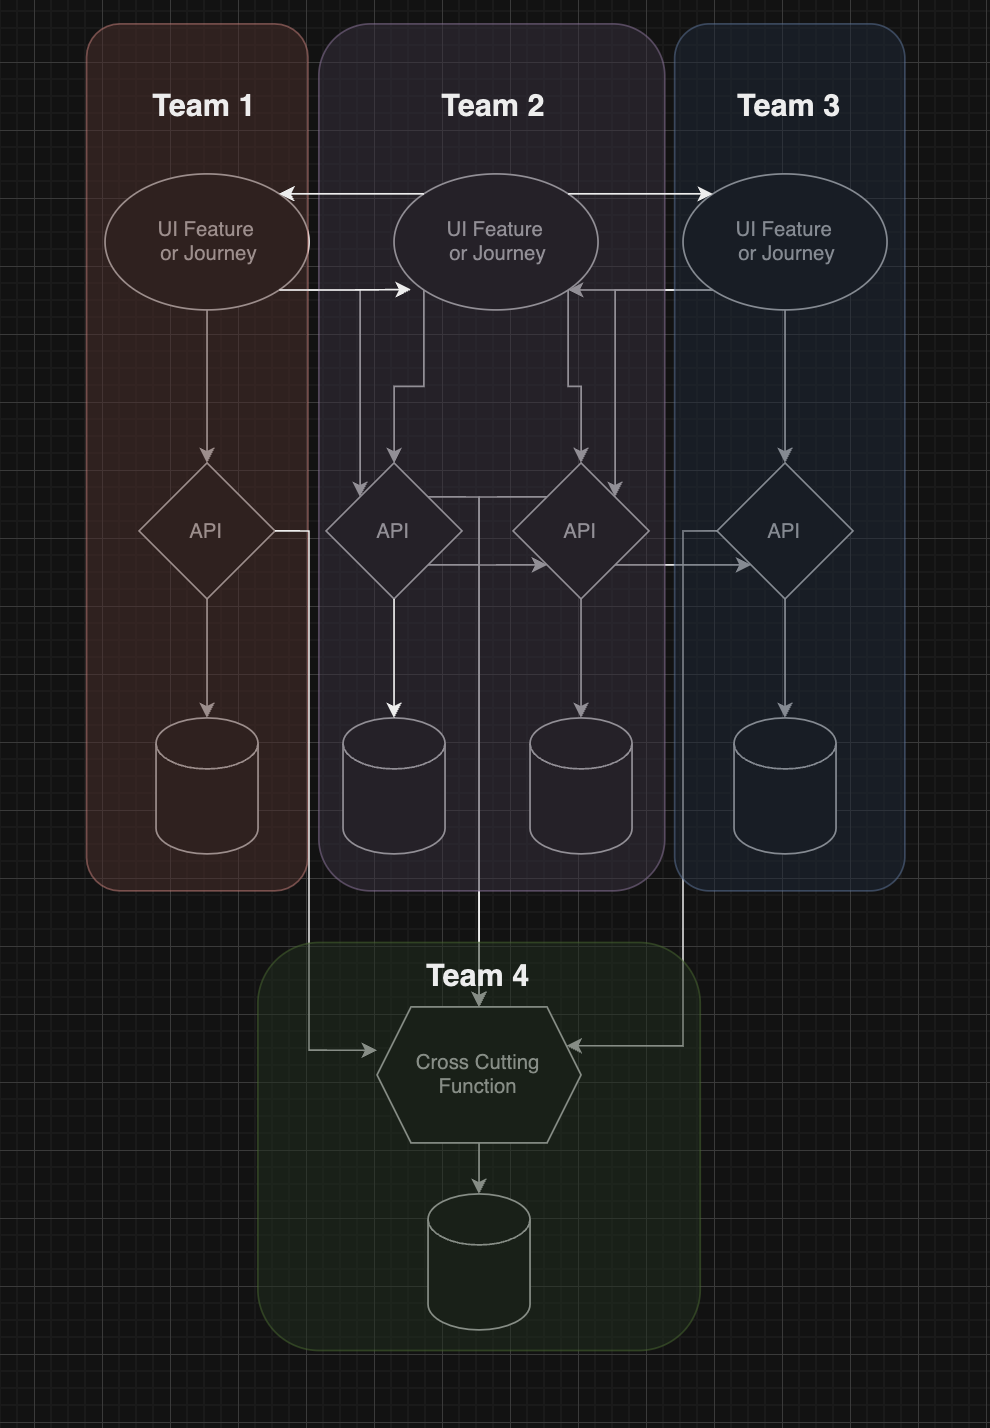 Team 1
Team 2
Team 3
UI Feature
or Journey
UI Feature
or Journey
UI Feature
or Journey
API
API
API
API
Team 4
Cross Cutting
Function